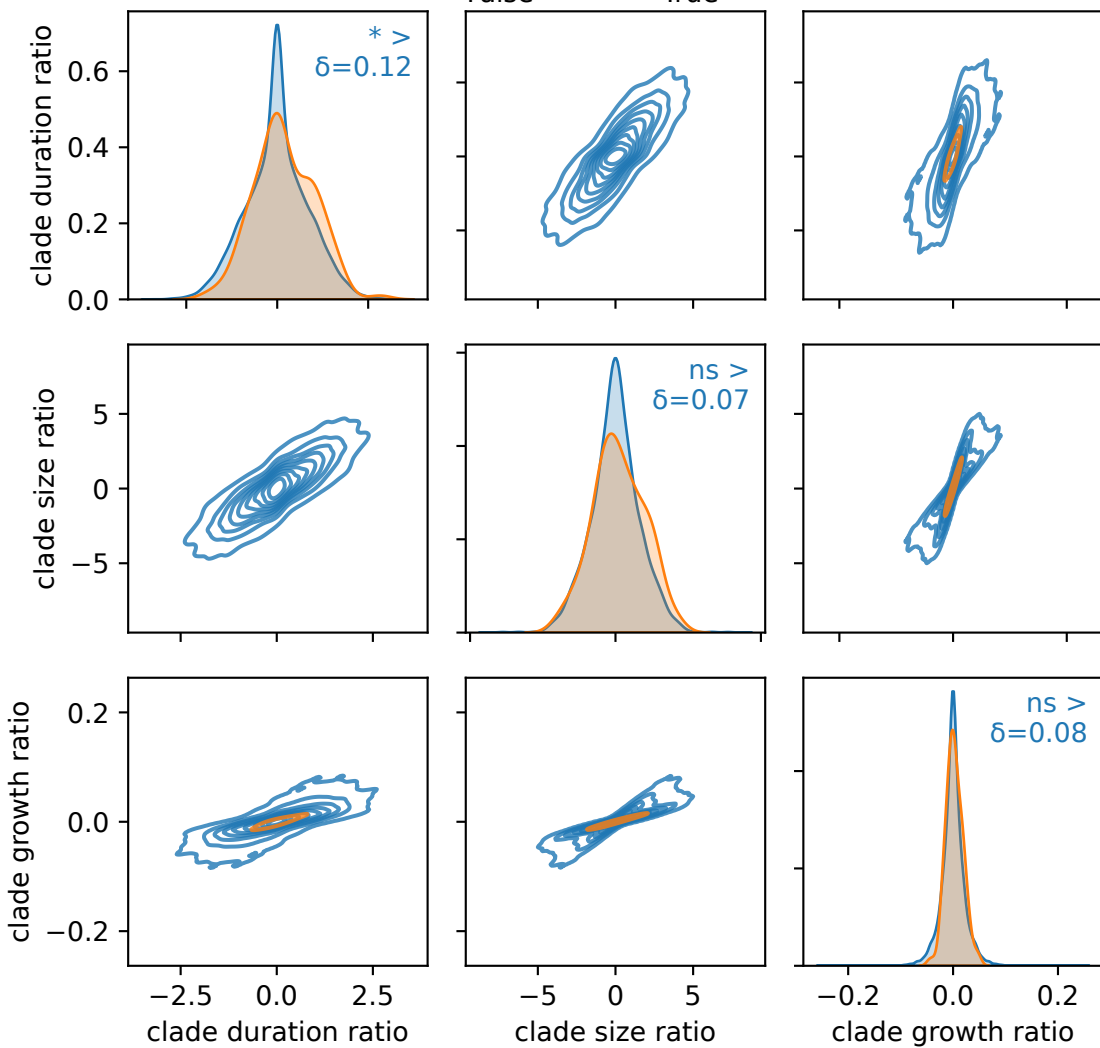 clade duration ratio
0.6
0.4
0.2
0.0
* >
δ=0.12
clade size ratio
5
0
−5
ns >
δ=0.07
clade growth ratio
0.2
0.0
−0.2
ns >
δ=0.08
−2.5 0.0 2.5
−5 0 5
−0.2 0.0 0.2
clade duration ratio
clade size ratio
clade growth ratio